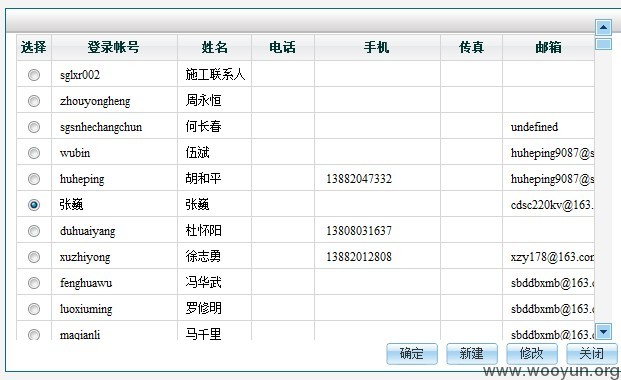 选择 登录帐号 姓名 电话 手机 传真 邮箱
sglxr002 施工联系人
zhouyongheng 周永恒
sgsnhechangchun 何长春 undefined
wubin 伍斌 huheping9087@s
huheping 胡和平 13882047332 huheping9087@s
张巍 张巍 cdsc220kv@163.
duhuaiyang 杜怀阳 13808031637
xuzhiyong 徐志勇 13882012808 xzy178@163.con
fenghuawu 冯华武 sbddbxmb@163.c
luoxiuming 罗修明 sbddbxmb@163.c
maqianli 马千里 sbddbxmb@163.c
确定 新建 修改 关闭
www.wooyun.org